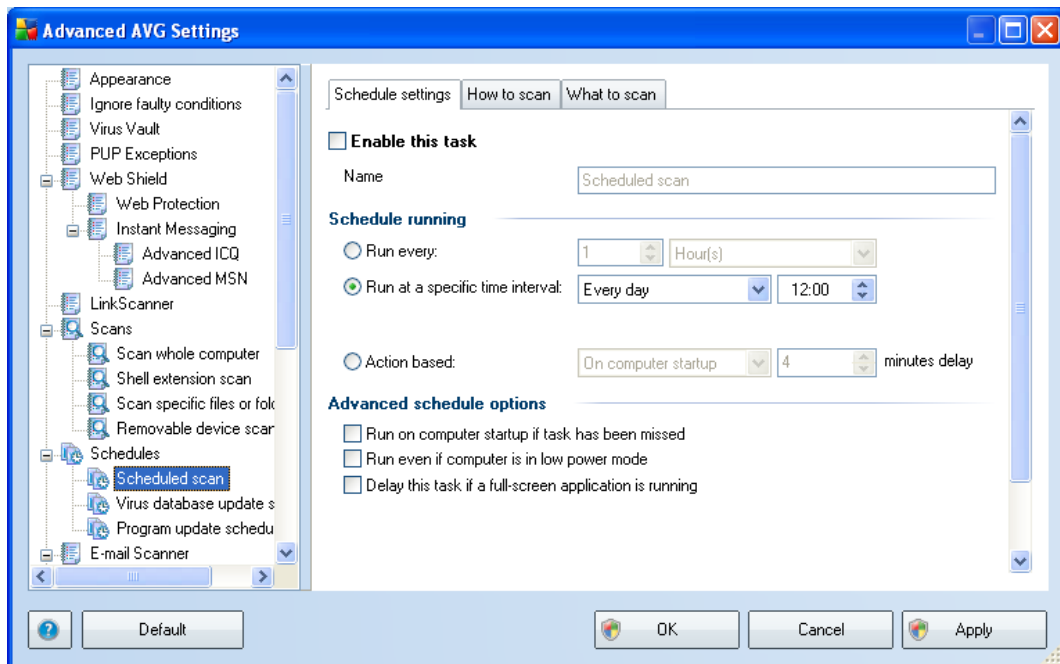 Advanced AVG Settings
Appearance
Ignore faulty conditions
Virus Vault
PUP Exceptions
Web Shield
Web Protection
Instant Messaging
Advanced ICQ
Advanced MSN
LinkScanner
Scans
Scan whole computer
Shell extension scan
Scan specific files or fold
Removable device scan
Schedules
Scheduled scan
Virus database update s
Program update schedu
E-mail Scanner
Schedule settings How to scan What to scan
Enable this task
Name Scheduled scan
Schedule running
Run every: 1 Hour(s)
Run at a specific time interval: Every day 12:00
Action based: On computer startup 4 minutes delay
Advanced schedule options
Run on computer startup if task has been missed
Run even if computer is in low power mode
Delay this task if a full-screen application is running
? Default OK Cancel Apply